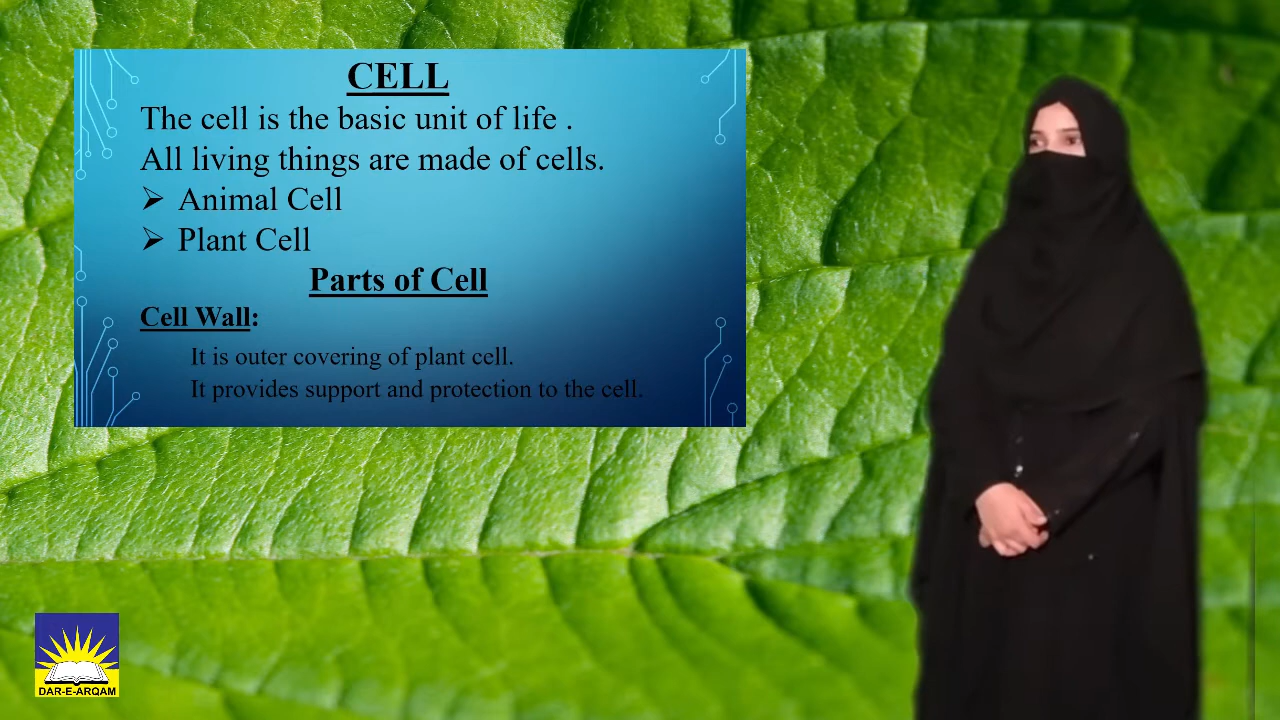 CELL
The cell is the basic unit of life .
All living things are made of cells.
➢ Animal Cell
➢ Plant Cell
Parts of Cell
Cell Wall:
It is outer covering of plant cell.
It provides support and protection to the cell.
DAR-E-ARQAM